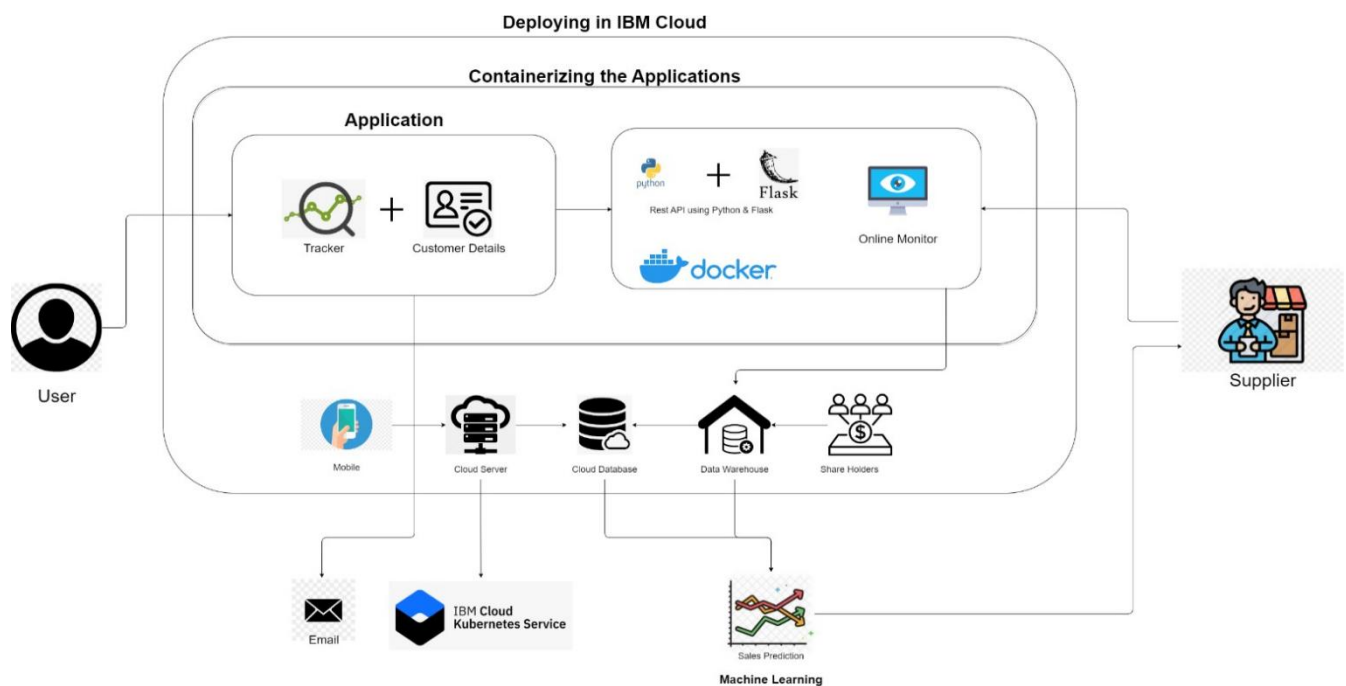 Deploying in IBM Cloud
Containerizing the Applications
Application
python
Flask
Rest API using Python & Flask
Tracker
Customer Details
Online Monitor
docker
User
Supplier
Mobile
Cloud Server
Cloud Database
Data Warehouse
Share Holders
Email
IBM Cloud
Kubernetes Service
Sales Prediction
Machine Learning